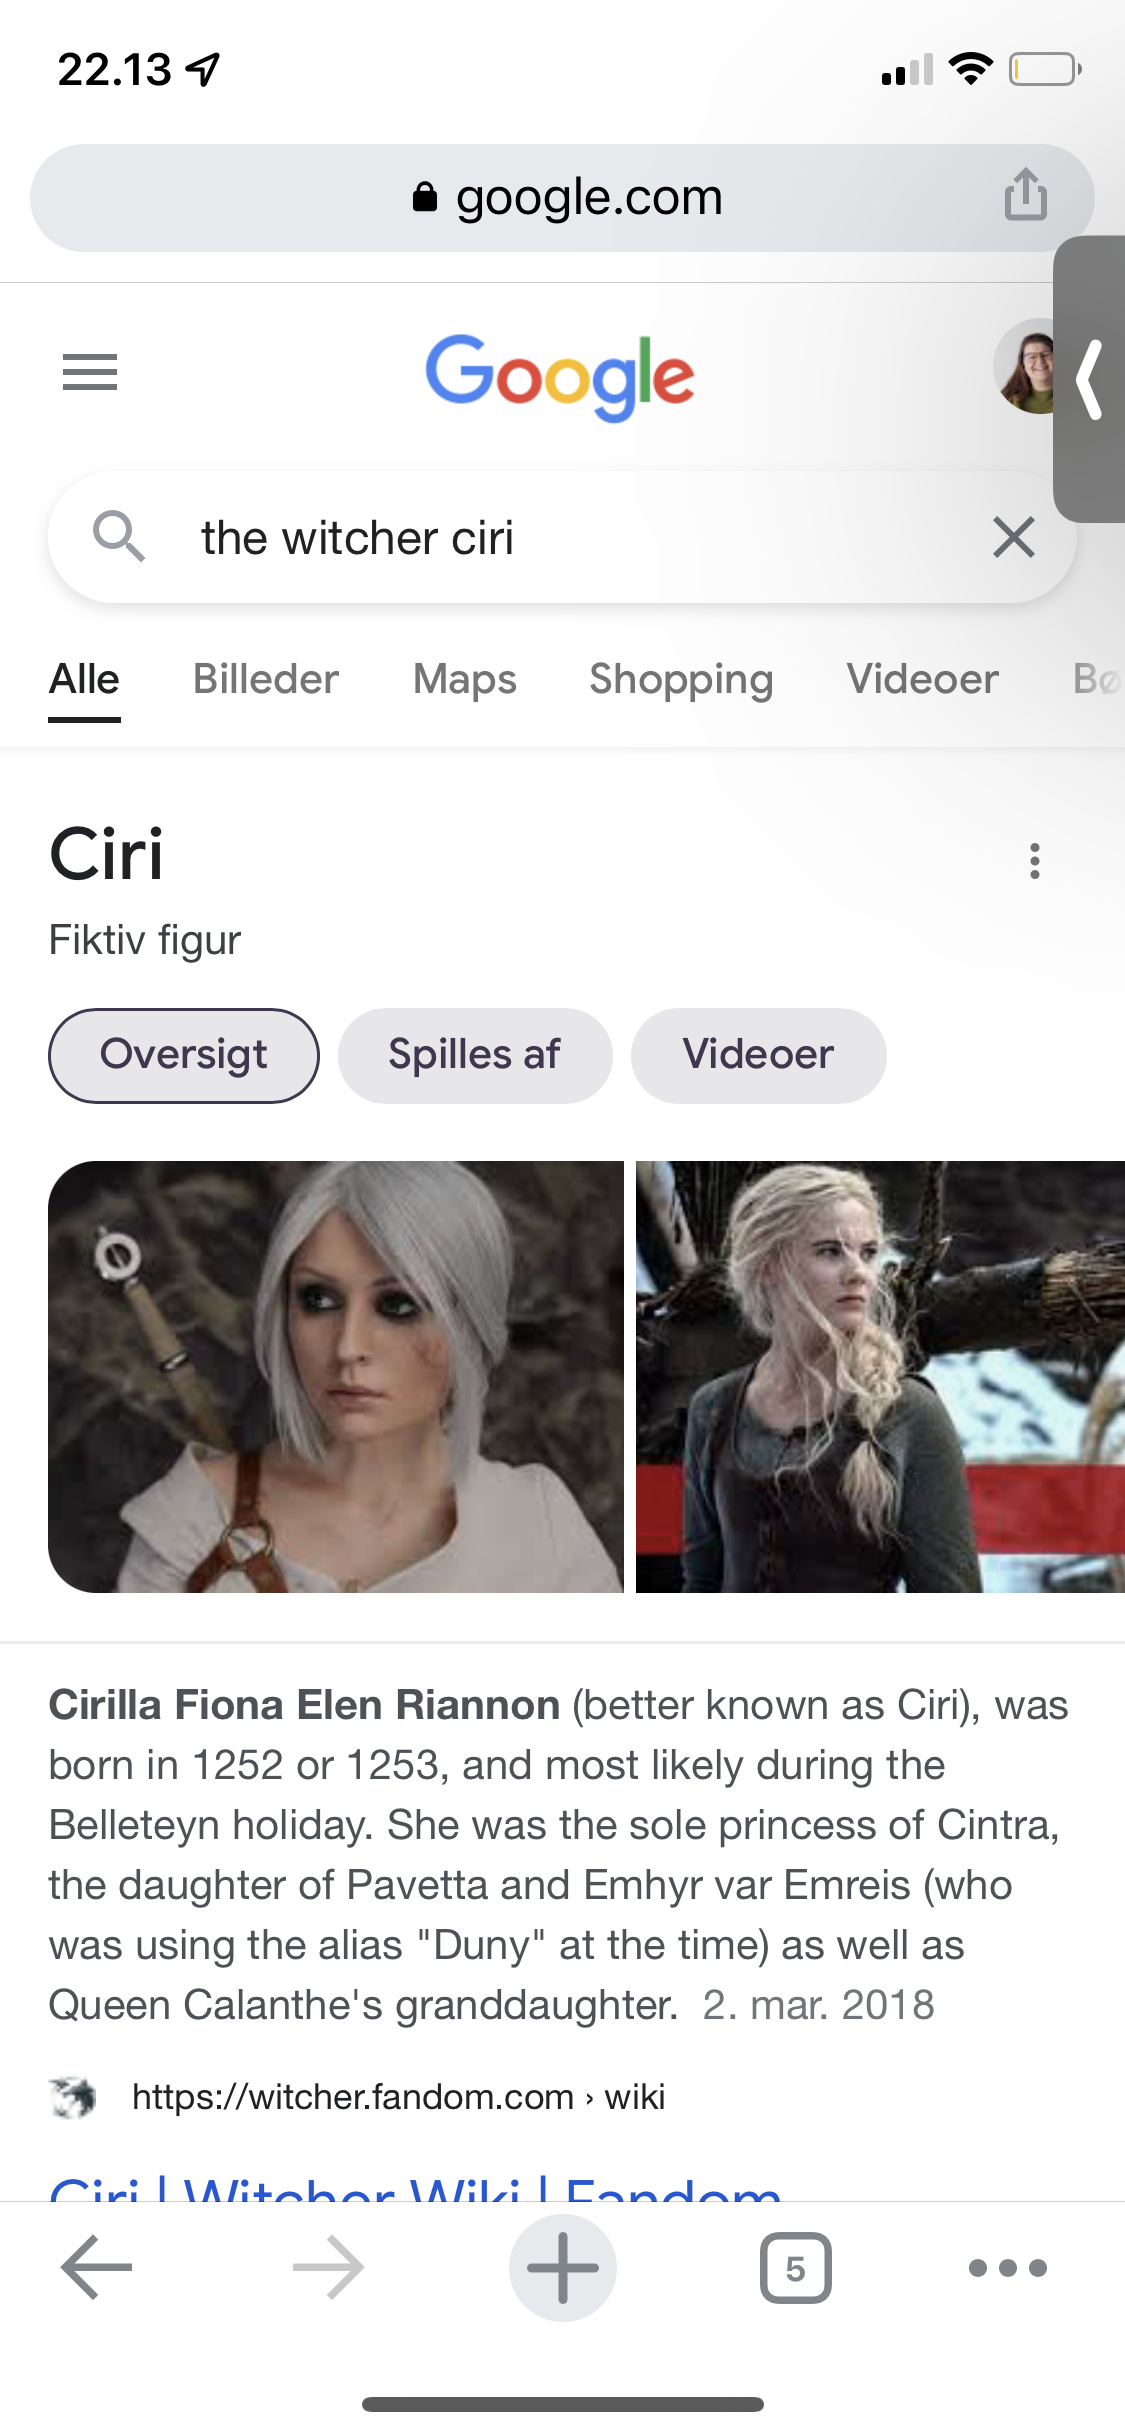 22.13
google.com
Google
the witcher ciri
Alle Billeder Maps Shopping Videoer Bø
Ciri
Fiktiv figur
Oversigt Spilles af Videoer
Cirilla Fiona Elen Riannon (better known as Ciri), was
born in 1252 or 1253, and most likely during the
Belleteyn holiday. She was the sole princess of Cintra,
the daughter of Pavetta and Emhyr var Emreis (who
was using the alias "Duny" at the time) as well as
Queen Calanthe's granddaughter. 2. mar. 2018
https://witcher.fandom.com › wiki
Ciri | Witcher Wiki | Fandom
5